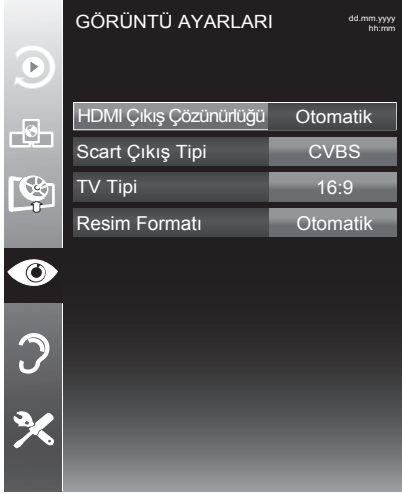 GÖRÜNTÜ AYARLARI
dd.mm.yyyy
hh:mm
HDMI Çıkış Çözünürlüğü Otomatik
Scart Çıkış Tipi CVBS
TV Tipi 16:9
Resim Formatı Otomatik